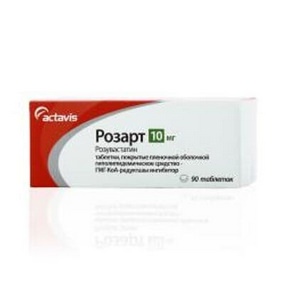 actavis
Розарт 10 мг
Розувастатин
таблетки, покрытые пленочной оболочкой
гиполипидемическое средство -
ГМГ-КоА-редуктазы ингибитор
90 таблеток